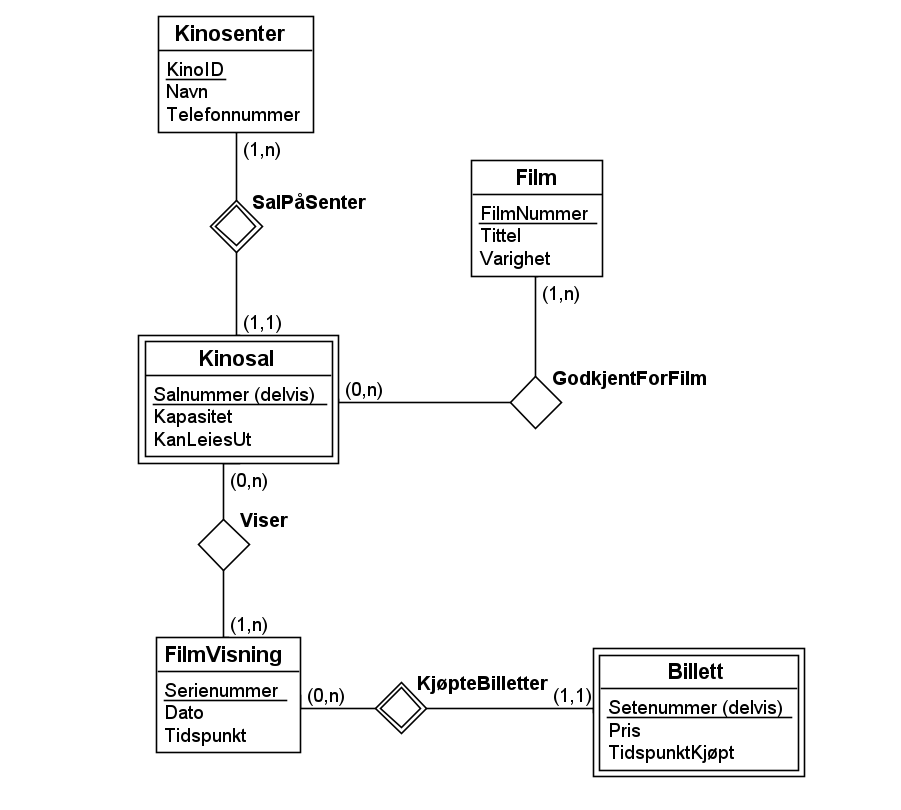 Kinosenter
KinoID
Navn
Telefonnummer
(1,n)
SalPåSenter
(1,1)
Film
FilmNummer
Tittel
Varighet
(1,n)
GodkjentForFilm
(0,n)
Kinosal
Salnummer (delvis)
Kapasitet
KanLeiesUt
(0,n)
Viser
(1,n)
FilmVisning
Serienummer
Dato
Tidspunkt
(0,n)
KjøpteBilletter
(1,1)
Billett
Setenummer (delvis)
Pris
TidspunktKjøpt